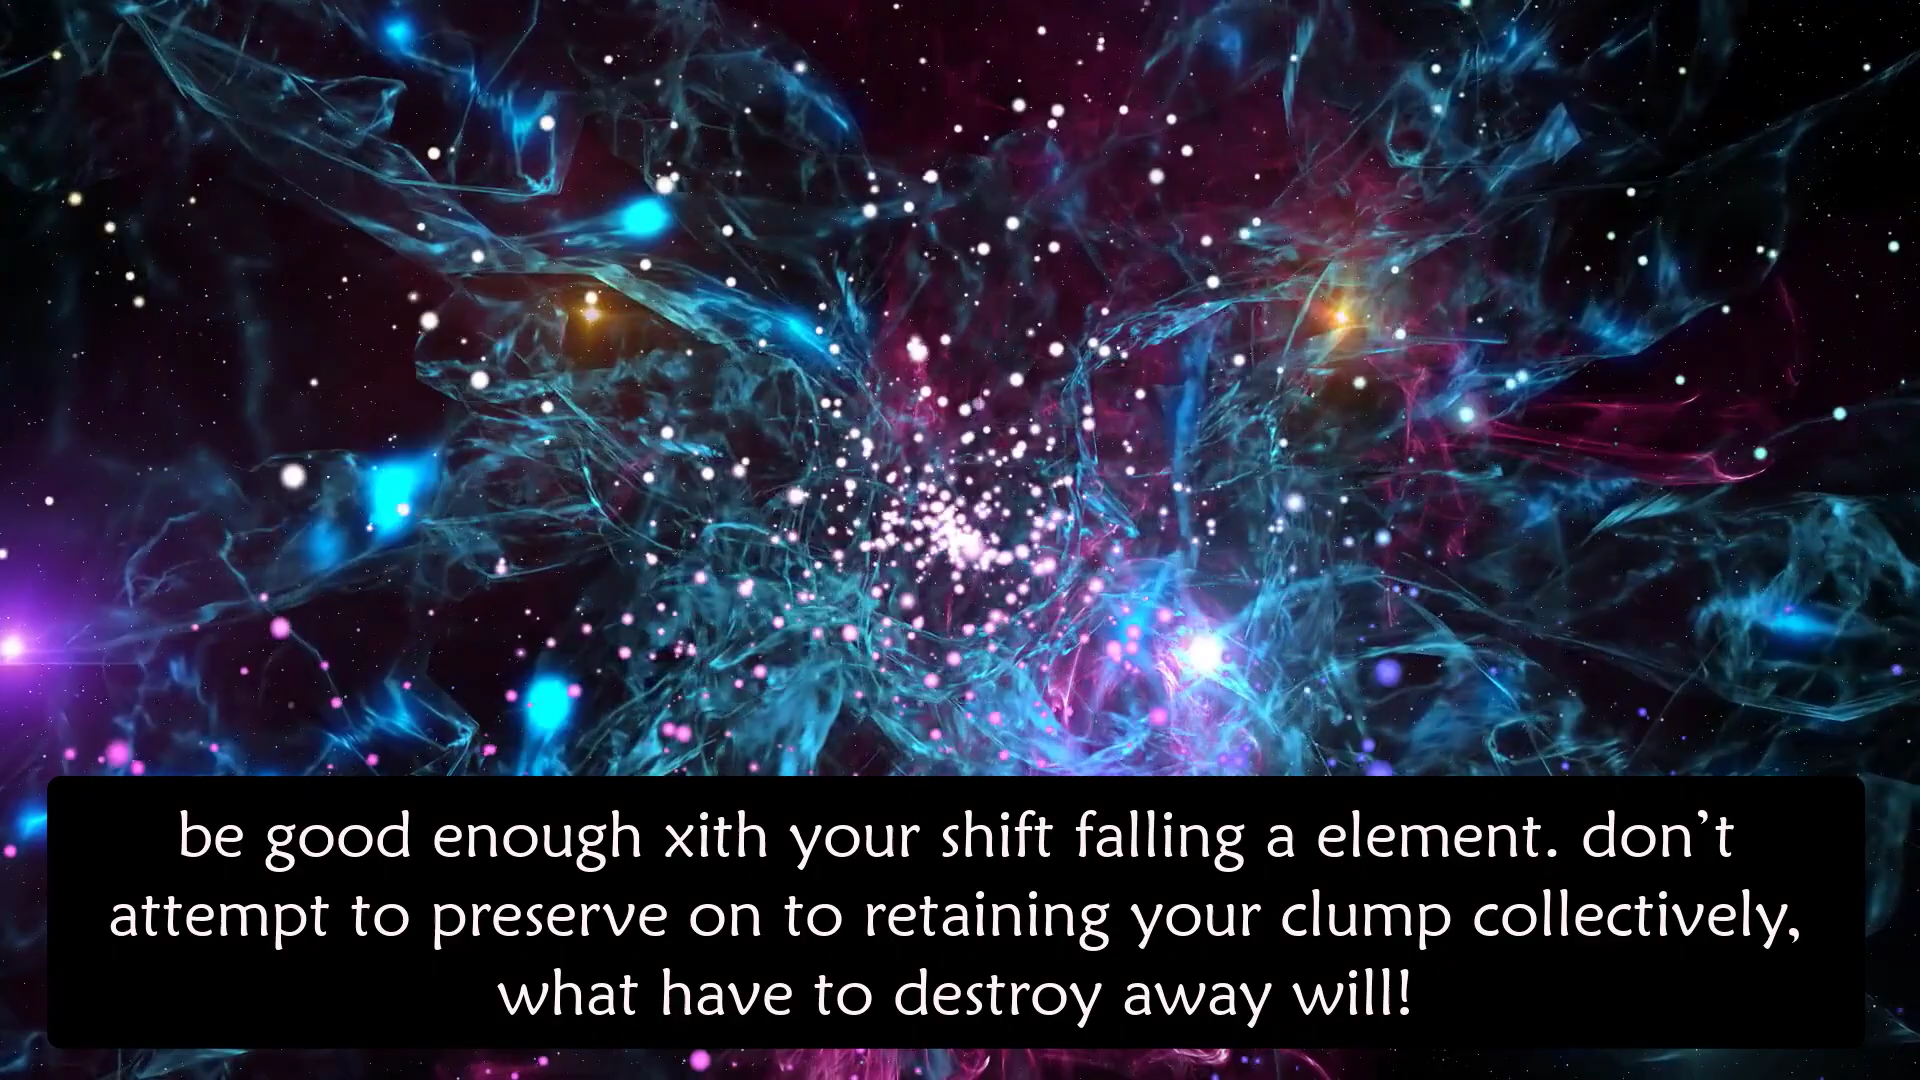 be good enough xith your shift falling a element. don’t
attempt to preserve on to retaining your clump collectively,
what have to destroy away will!